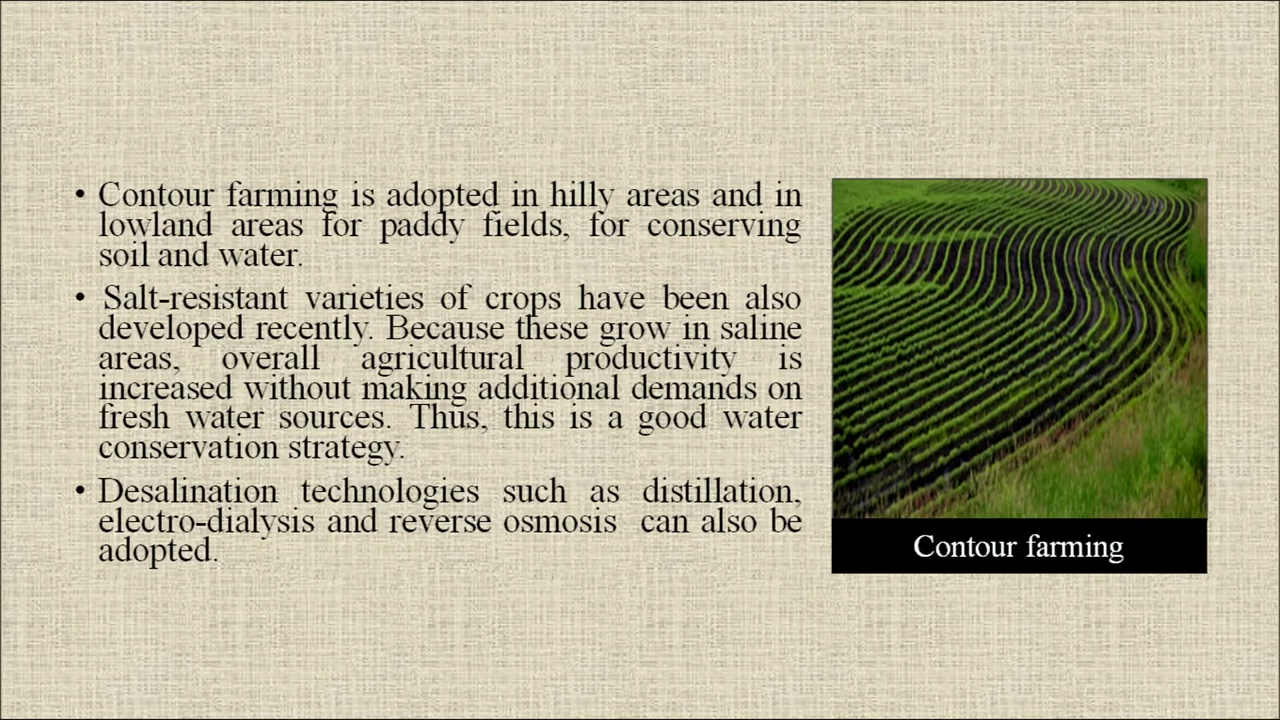 • Contour farming is adopted in hilly areas and in
lowland areas for paddy fields, for conserving
soil and water.
• Salt-resistant varieties of crops have been also
developed recently. Because these grow in saline
areas, overall agricultural productivity is
increased without making additional demands on
fresh water sources. Thus, this is a good water
conservation strategy.
• Desalination technologies such as distillation,
electro-dialysis and reverse osmosis can also be
adopted.
Contour farming